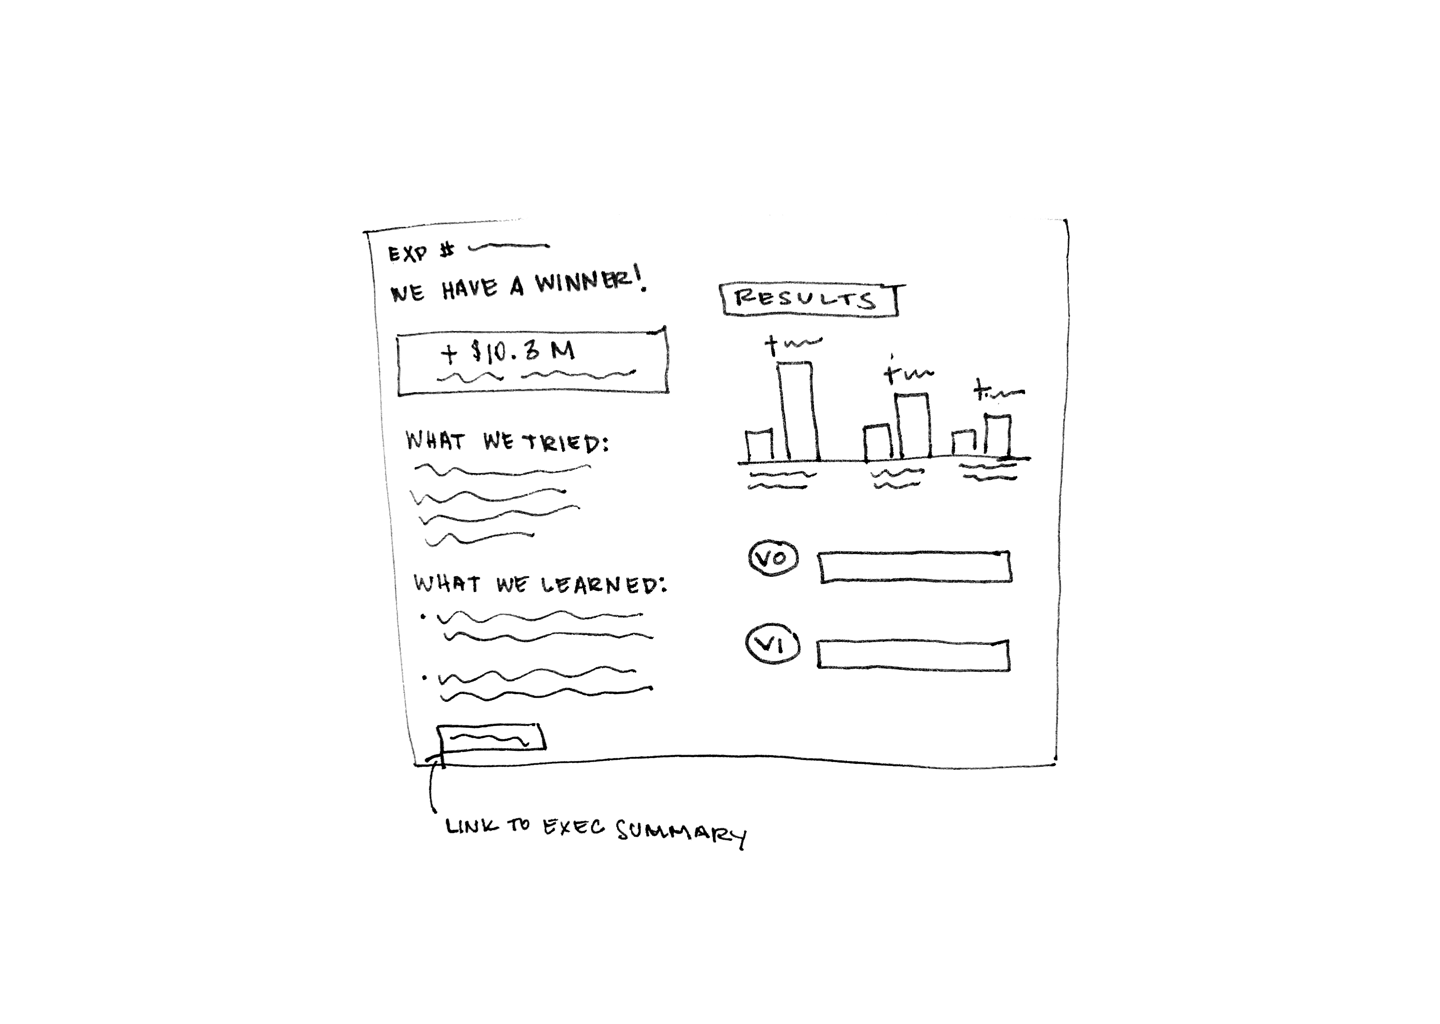 EXP #
WE HAVE A WINNER!
+ $10.3 M
WHAT WE TRIED:
WHAT WE LEARNED:
RESULTS
+
+
+
V0
V1
LINK TO EXEC SUMMARY